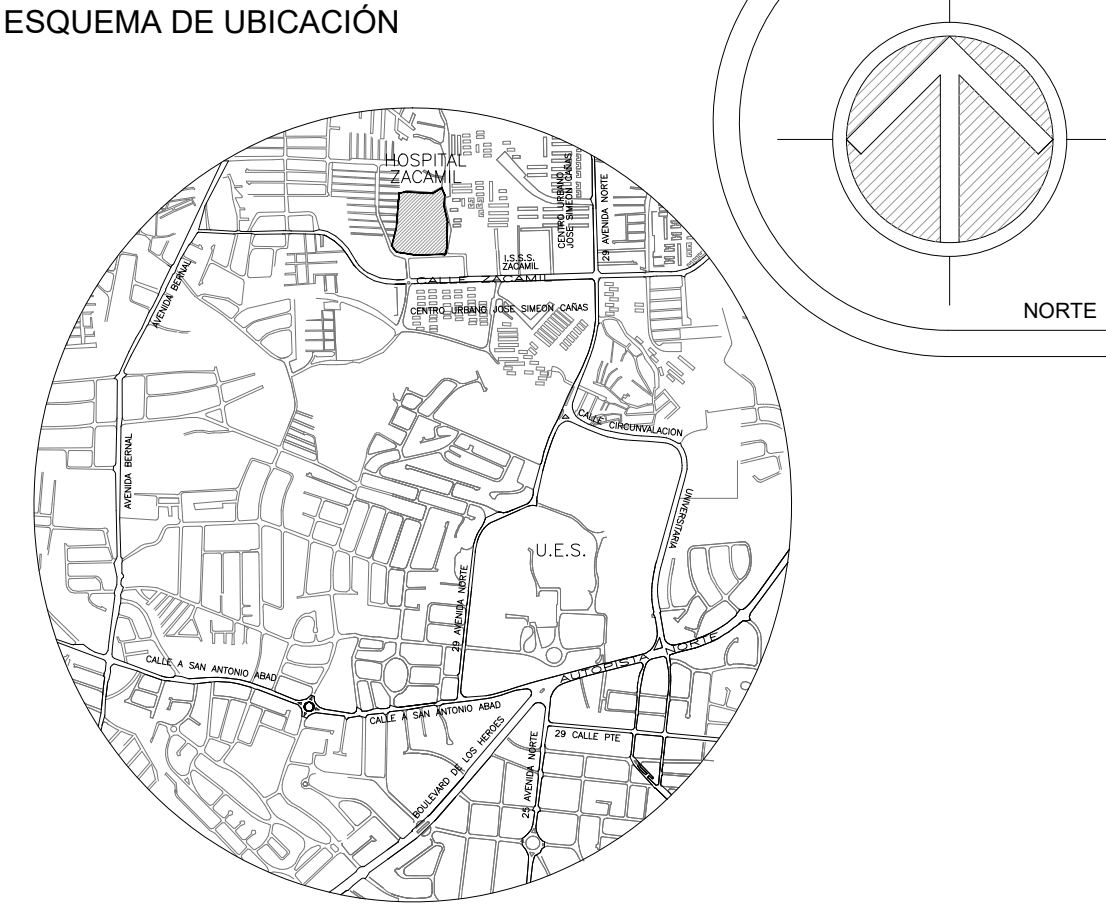 ESQUEMA DE UBICACIÓN
NORTE
HOSPITAL
ZACAMIL
CENTRO URBANO
JOSE SIMEON CAÑAS
29 AVENIDA NORTE
I.S.S.S.
ZACAMIL
CALLE ZACAMIL
CENTRO URBANO JOSE SIMEON CAÑAS
AVENIDA BERNAL
AVENIDA BERNAL
CALLE CIRCUNVALACION
UNIVERSITARIA
U.E.S.
29 AVENIDA NORTE
AUTOPISTA NORTE
CALLE A SAN ANTONIO ABAD
CALLE A SAN ANTONIO ABAD
BOULEVARD DE LOS HEROES
25 AVENIDA NORTE
29 CALLE PTE